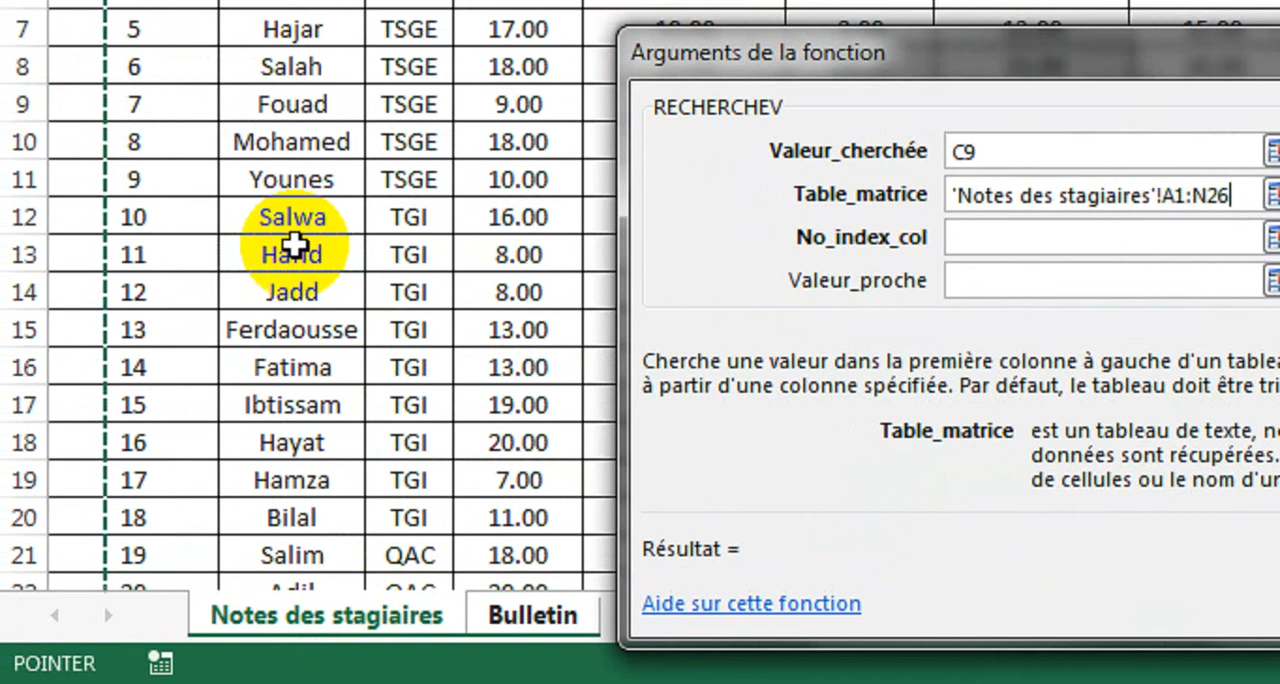 7 5 Hajar TSGE 17.00
8 6 Salah TSGE 18.00
9 7 Fouad TSGE 9.00
10 8 Mohamed TSGE 18.00
11 9 Younes TSGE 10.00
12 10 Salwa TGI 16.00
13 11 TGI 8.00
14 12 Jadd TGI 8.00
15 13 Ferdaousse TGI 13.00
16 14 Fatima TGI 13.00
17 15 Ibtissam TGI 19.00
18 16 Hayat TGI 20.00
19 17 Hamza TGI 7.00
20 18 Bilal TGI 11.00
21 19 Salim QAC 18.00
Notes des stagiaires Bulletin
POINTER
Arguments de la fonction
RECHERCHEV
Valeur_cherchée C9
Table_matrice 'Notes des stagiaires'!A1:N26
No_index_col
Valeur_proche
Cherche une valeur dans la première colonne à gauche d'un
à partir d'une colonne spécifiée. Par défaut, le tableau doit être
Table_matrice est un tableau de texte,
données sont récupérées.
de cellules ou le nom
Résultat =
Aide sur cette fonction